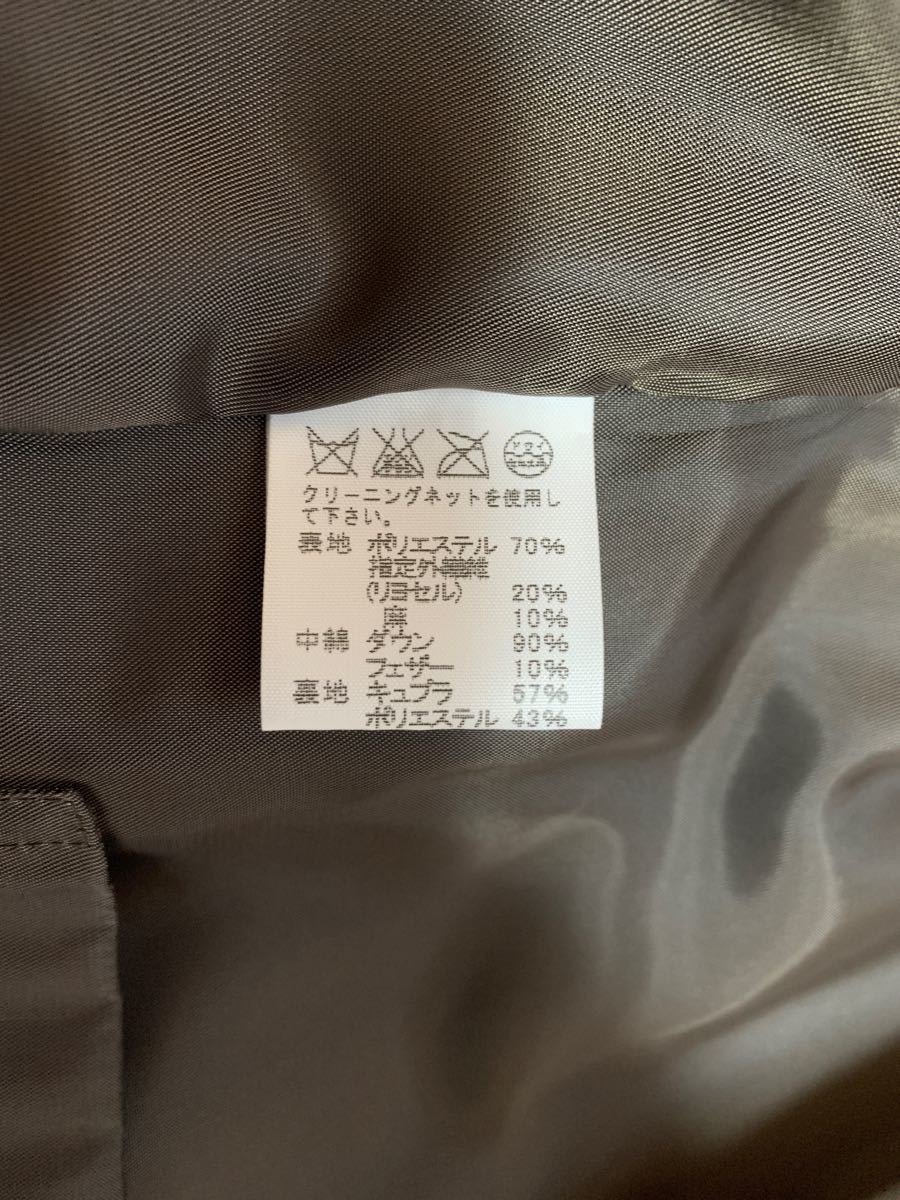 クリーニングネットを使用し
て下さい。
裏地 ポリエステル 70%
指定外繊維
(リヨセル) 20%
麻 10%
中綿 ダウン 90%
フェザー 10%
裏地 キュプラ 57%
ポリエステル 43%